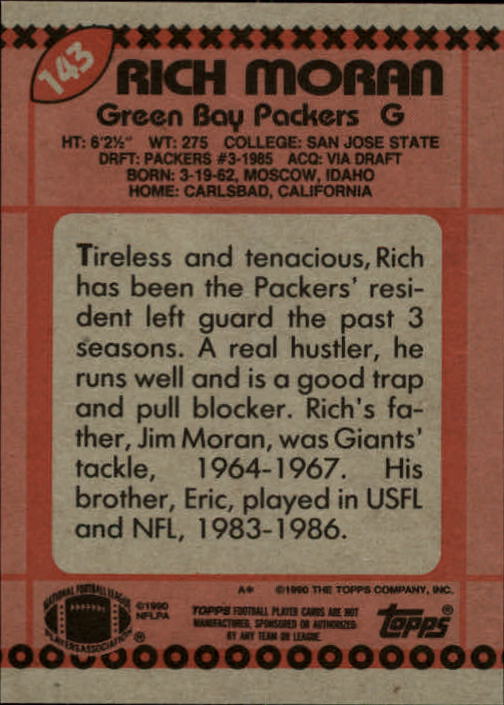 143
RICH MORAN
Green Bay Packers G
HT: 6'2½" WT: 275 COLLEGE: SAN JOSE STATE
DRFT: PACKERS #3-1985 ACQ: VIA DRAFT
BORN: 3-19-62, MOSCOW, IDAHO
HOME: CARLSBAD, CALIFORNIA
Tireless and tenacious, Rich
has been the Packers' resi-
dent left guard the past 3
seasons. A real hustler, he
runs well and is a good trap
and pull blocker. Rich's fa-
ther, Jim Moran, was Giants'
tackle, 1964-1967. His
brother, Eric, played in USFL
and NFL, 1983-1986.
A* ©1990 THE TOPPS COMPANY, INC.
NATIONAL FOOTBALL LEAGUE
PLAYERS ASSOCIATION ®
©1990
NFLPA
TOPPS FOOTBALL PLAYER CARDS ARE NOT
MANUFACTURED, SPONSORED OR AUTHORIZED
BY ANY TEAM OR LEAGUE.
topps®